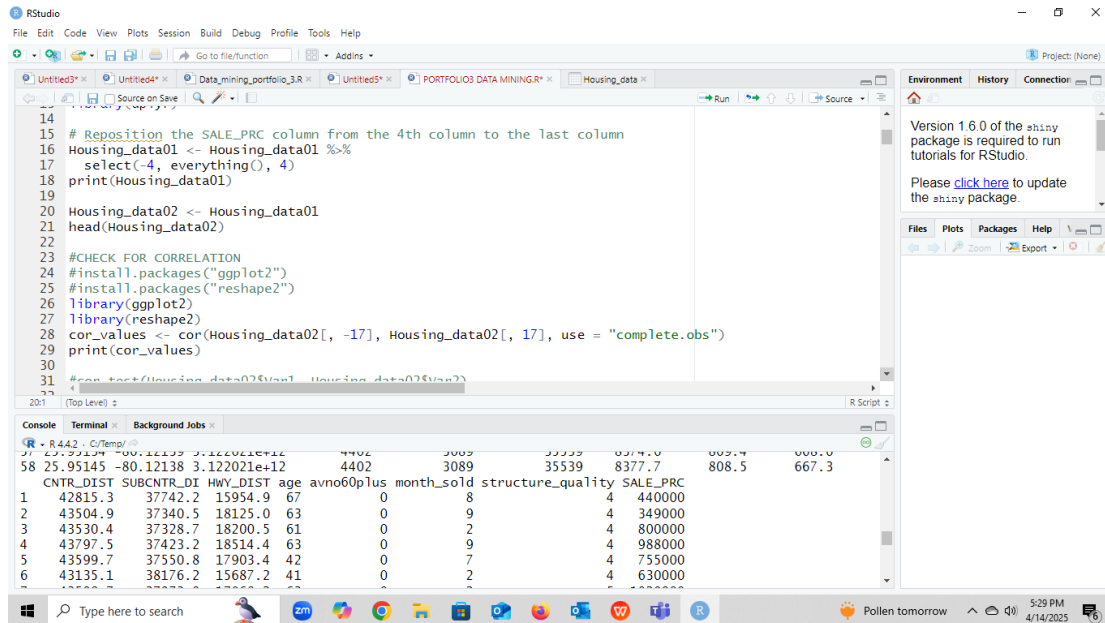 RStudio
File Edit Code View Plots Session Build Debug Profile Tools Help
Go to file/function
Addins
Project: (None)
Untitled3*
Untitled4*
Data_mining_portfolio_3.R
Untitled5*
PORTFOLIO3 DATA MINING.R*
Housing_data
Source on Save
Run
Source
14
15 # Reposition the SALE_PRC column from the 4th column to the last column
16 Housing_data01 <- Housing_data01 %>%
17 select(-4, everything(), 4)
18 print(Housing_data01)
19
20 Housing_data02 <- Housing_data01
21 head(Housing_data02)
22
23 #CHECK FOR CORRELATION
24 #install.packages("ggplot2")
25 #install.packages("reshape2")
26 library(ggplot2)
27 library(reshape2)
28 cor_values <- cor(Housing_data02[, -17], Housing_data02[, 17], use = "complete.obs")
29 print(cor_values)
30
31 #cor.test(Housing_data02$Var1, Housing_data02$Var2)
20:1 (Top Level) R Script
Console Terminal Background Jobs
R 4.4.2 · C:/Temp/
58 25.95145 -80.12138 3.122021e+12 4402 3089 35539 8377.7 808.5 667.3
CNTR_DIST SUBCNTR_DI HWY_DIST age avno60plus month_sold structure_quality SALE_PRC
1 42815.3 37742.2 15954.9 67 0 8 4 440000
2 43504.9 37340.5 18125.0 63 0 9 4 349000
3 43530.4 37328.7 18200.5 61 0 2 4 800000
4 43797.5 37423.2 18514.4 63 0 9 4 988000
5 43599.7 37550.8 17903.4 42 0 7 4 755000
6 43135.1 38176.2 15687.2 41 0 2 4 630000
Environment History Connection
Version 1.6.0 of the shiny
package is required to run
tutorials for RStudio.
Please click here to update
the shiny package.
Files Plots Packages Help
Zoom Export
Type here to search
zm
Pollen tomorrow
5:29 PM
4/14/2025
6